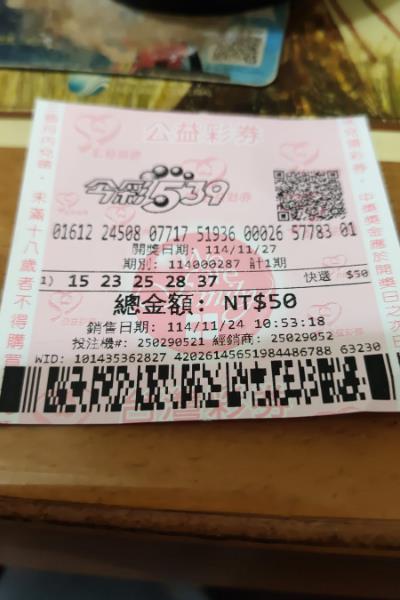 公益彩券
今彩539
01612 24508 07717 51936 00026 57783 01
開獎日期: 114/11/27
期別: 114000287 計1期
1) 15 23 25 28 37 快選 $50
總金額: NT$50
銷售日期: 114/11/24 10:53:18
投注機#: 250290521 經銷商: 25029052
WID: 101435362827 42026145651984486788 63230
台灣彩券
未滿十八歲者不得購買